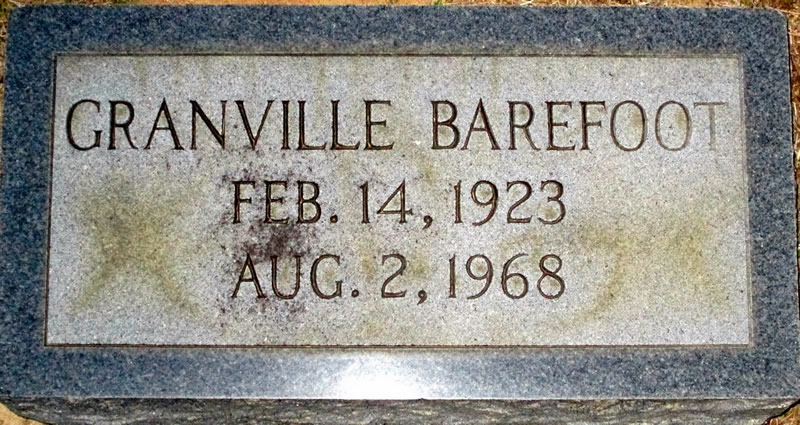 GRANVILLE BAREFOOT
FEB. 14, 1923
AUG. 2, 1968